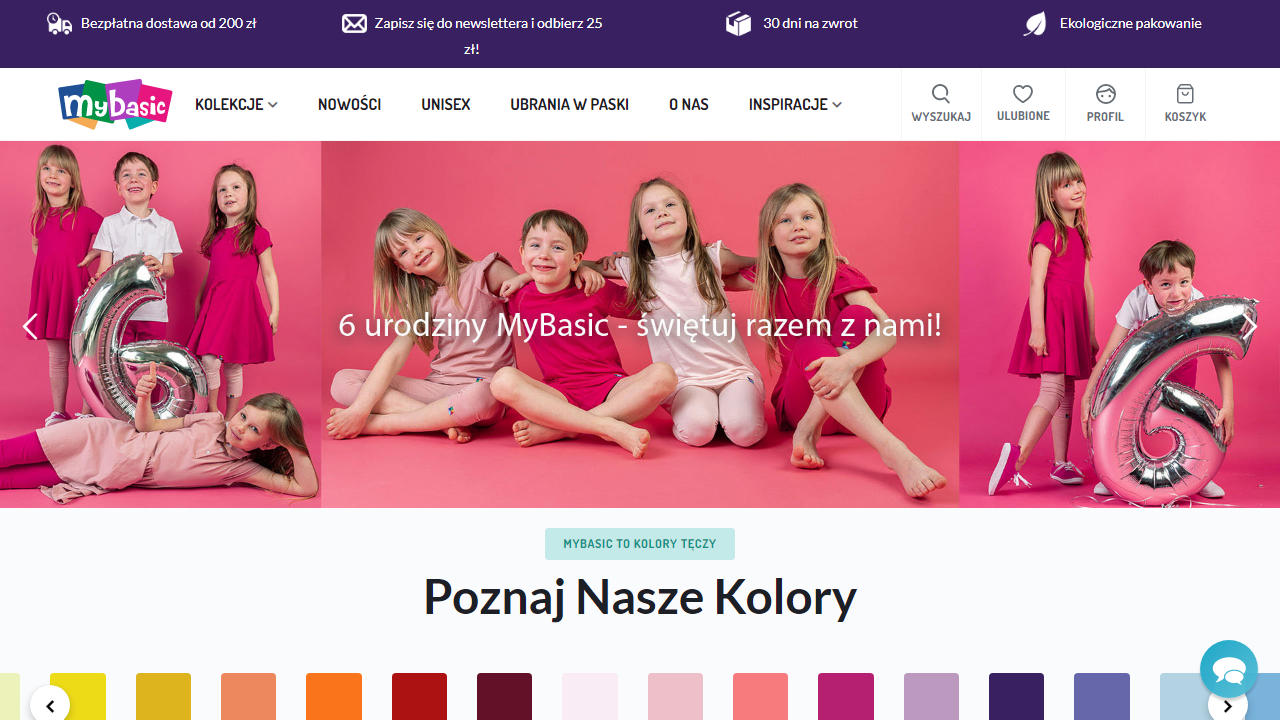 Bezpłatna dostawa od 200 zł
Zapisz się do newslettera i odbierz 25
zł!
30 dni na zwrot
Ekologiczne pakowanie
mybasic
KOLEKCJE
NOWOŚCI
UNISEX
UBRANIA W PASKI
O NAS
INSPIRACJE
WYSZUKAJ
ULUBIONE
PROFIL
KOSZYK
6 urodziny MyBasic - świętuj razem z nami!
MYBASIC TO KOLORY TĘCZY
Poznaj Nasze Kolory